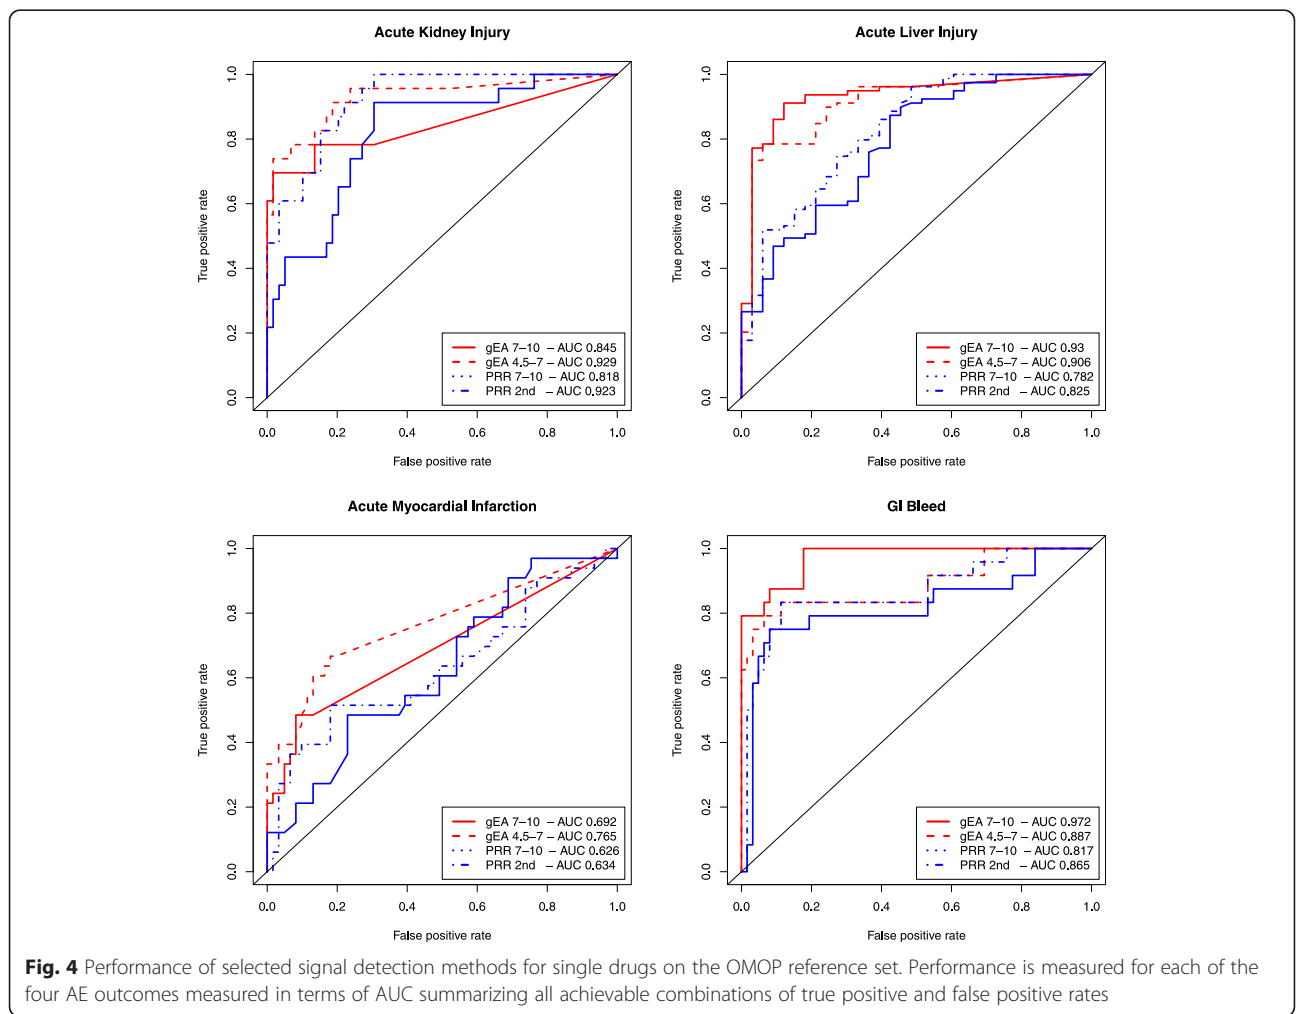 Acute Kidney Injury
True positive rate
0.0 0.2 0.4 0.6 0.8 1.0
gEA 7–10 – AUC 0.845
gEA 4.5–7 – AUC 0.929
PRR 7–10 – AUC 0.818
PRR 2nd – AUC 0.923
0.0 0.2 0.4 0.6 0.8 1.0
False positive rate
Acute Liver Injury
True positive rate
0.0 0.2 0.4 0.6 0.8 1.0
gEA 7–10 – AUC 0.93
gEA 4.5–7 – AUC 0.906
PRR 7–10 – AUC 0.782
PRR 2nd – AUC 0.825
0.0 0.2 0.4 0.6 0.8 1.0
False positive rate
Acute Myocardial Infarction
True positive rate
0.0 0.2 0.4 0.6 0.8 1.0
gEA 7–10 – AUC 0.692
gEA 4.5–7 – AUC 0.765
PRR 7–10 – AUC 0.626
PRR 2nd – AUC 0.634
0.0 0.2 0.4 0.6 0.8 1.0
False positive rate
GI Bleed
True positive rate
0.0 0.2 0.4 0.6 0.8 1.0
gEA 7–10 – AUC 0.972
gEA 4.5–7 – AUC 0.887
PRR 7–10 – AUC 0.817
PRR 2nd – AUC 0.865
0.0 0.2 0.4 0.6 0.8 1.0
False positive rate
Fig. 4 Performance of selected signal detection methods for single drugs on the OMOP reference set. Performance is measured for each of the
four AE outcomes measured in terms of AUC summarizing all achievable combinations of true positive and false positive rates